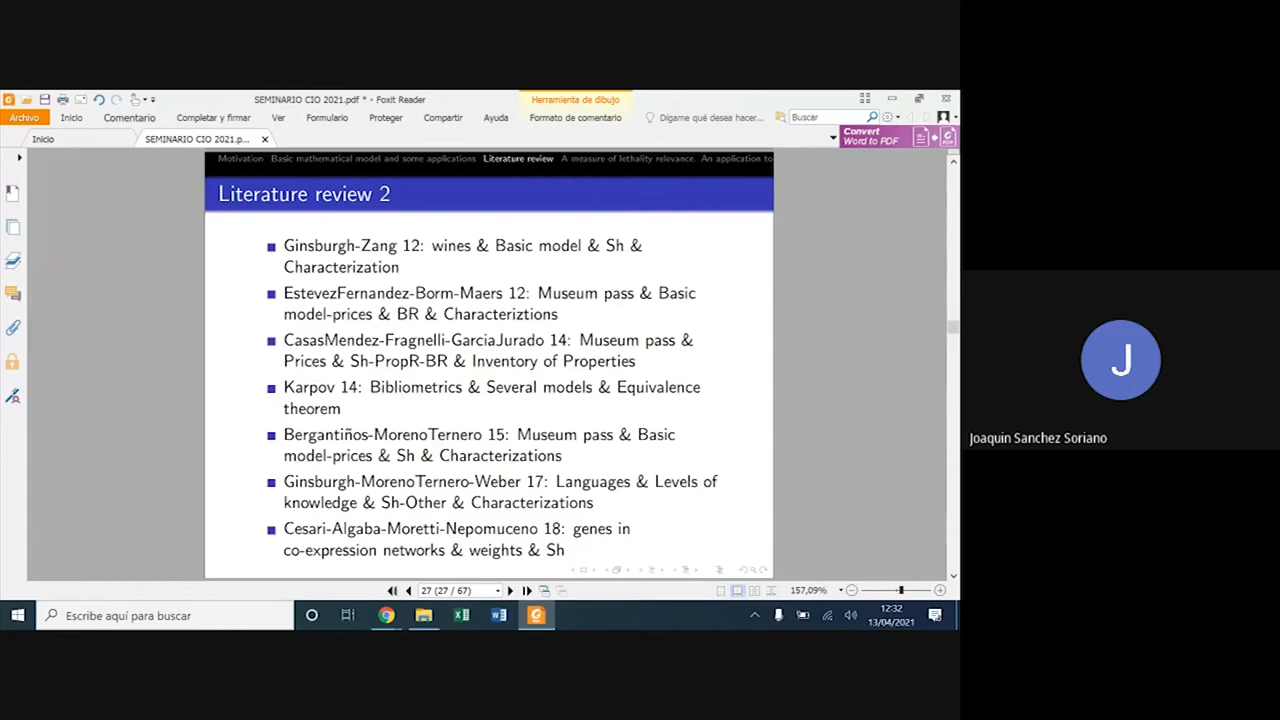 SEMINARIO CIO 2021.pdf * - Foxit Reader
Herramienta de dibujo
Archivo Inicio Comentario Completar y firmar Ver Formulario Proteger Compartir Ayuda Formato de comentario Dígame qué desea hacer... Buscar
Inicio SEMINARIO CIO 2021.p... ×
Convert
Word to PDF
Motivation Basic mathematical model and some applications Literature review A measure of lethality relevance. An application to
Literature review 2
Ginsburgh-Zang 12: wines & Basic model & Sh &
Characterization
EstevezFernandez-Borm-Maers 12: Museum pass & Basic
model-prices & BR & Characteriztions
CasasMendez-Fragnelli-GarciaJurado 14: Museum pass &
Prices & Sh-PropR-BR & Inventory of Properties
Karpov 14: Bibliometrics & Several models & Equivalence
theorem
Bergantiños-MorenoTernero 15: Museum pass & Basic
model-prices & Sh & Characterizations
Ginsburgh-MorenoTernero-Weber 17: Languages & Levels of
knowledge & Sh-Other & Characterizations
Cesari-Algaba-Moretti-Nepomuceno 18: genes in
co-expression networks & weights & Sh
27 (27 / 67)
157,09%
Escribe aquí para buscar
12:32
13/04/2021
J
Joaquin Sanchez Soriano